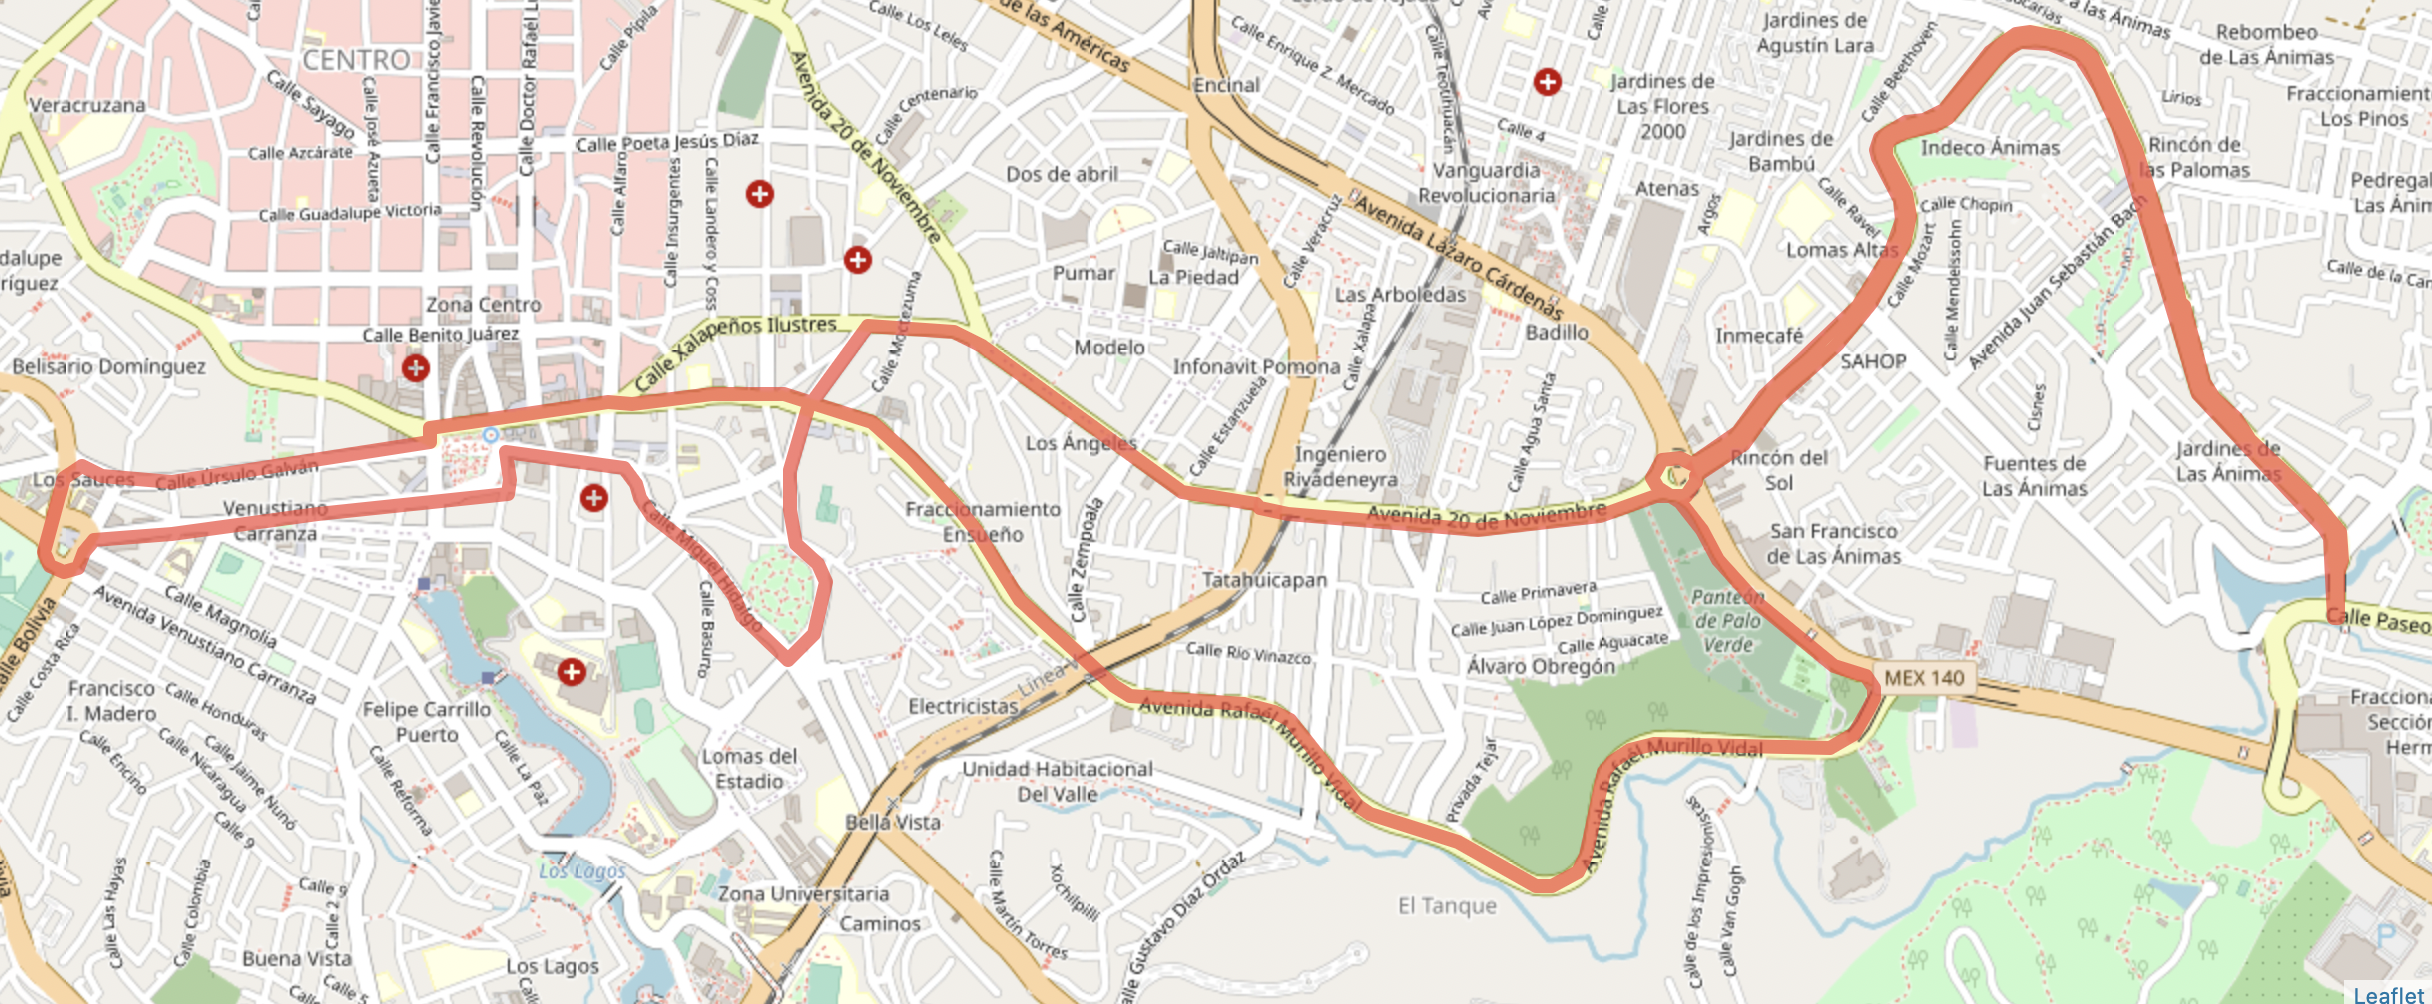 CENTRO
Veracruzana
Calle Sayago
Calle José Azueta
Calle Revolución
Calle Pípila
Calle Azcárate
Calle Guadalupe Victoria
Calle Alfaro
Calle Insurgentes
Calle Landero y Coss
Calle Poeta Jesús Díaz
Avenida 20 de Noviembre
Calle Los Leles
Calle Centenario
de las Américas
Encinal
Calle Enrique Z. Mercado
Calle Teotihuacán
Calle 4
Jardines de
Las Flores
2000
Jardines de
Agustín Lara
Jardines de
Bambú
Calle Beethoven
a las Ánimas
Rebombeo
de Las Ánimas
Lirios
Fraccionamient
Los Pinos
Indeco Ánimas
Rincón de
las Palomas
Pedregal
Las Ánim
Dos de abril
Vanguardia
Revolucionaria
Atenas
Argos
Calle Ravel
Calle Chopin
Lomas Altas
Calle Mozart
Calle Mendelssohn
Avenida Juan Sebastián Bach
Calle de la Car
Avenida Lázaro Cárdenas
Calle Veracruz
Calle Jaltipan
La Piedad
Pumar
Las Arboledas
Badillo
Inmecafé
SAHOP
dalupe
ríguez
Zona Centro
Calle Benito Juárez
Belisario Domínguez
Calle Xalapeños Ilustres
Calle Moctezuma
Modelo
Infonavit Pomona
Calle Xalapa
Calle Estanzuela
Calle Agua Santa
Los Ángeles
Ingeniero
Rivadeneyra
Cisnes
Rincón del
Sol
Fuentes de
Las Ánimas
Jardines de
Las Ánimas
Los Sauces
Calle Úrsulo Galván
Venustiano
Carranza
Calle Miguel Hidalgo
Fraccionamiento
Ensueño
Calle Zempoala
Avenida 20 de Noviembre
San Francisco
de Las Ánimas
Tatahuicapan
Calle Primavera
Calle Juan López Dominguez
Calle Aguacate
Panteón
de Palo
Verde
Calle Paseo
Calle Bolivia
Calle Costa Rica
Calle Magnolia
Avenida Venustiano Carranza
Calle Basurto
Calle Río Vinazco
Álvaro Obregón
MEX 140
Francisco
I. Madero
Calle Honduras
Felipe Carrillo
Puerto
Línea
Electricistas
Avenida Rafael Murillo Vidal
Avenida Rafael Murillo Vidal
Fracciona
Sección
Herm
Calle Encino
Calle Nicaragua
Calle Jaime Nunó
Calle 9
Calle Reforma
Calle La Paz
Lomas del
Estadio
Unidad Habitacional
Del Valle
Privada Tejar
Bella Vista
Los Lagos
Zona Universitaria
Caminos
Calle Martín Torres
Xochilpilli
Calle Gustavo Díaz Ordaz
El Tanque
Calle de los Impresionistas
Calle Van Gogh
Calle Las Hayas
Calle Colombia
Calle 9
Calle 2
Buena Vista
Los Lagos
P
Leaflet